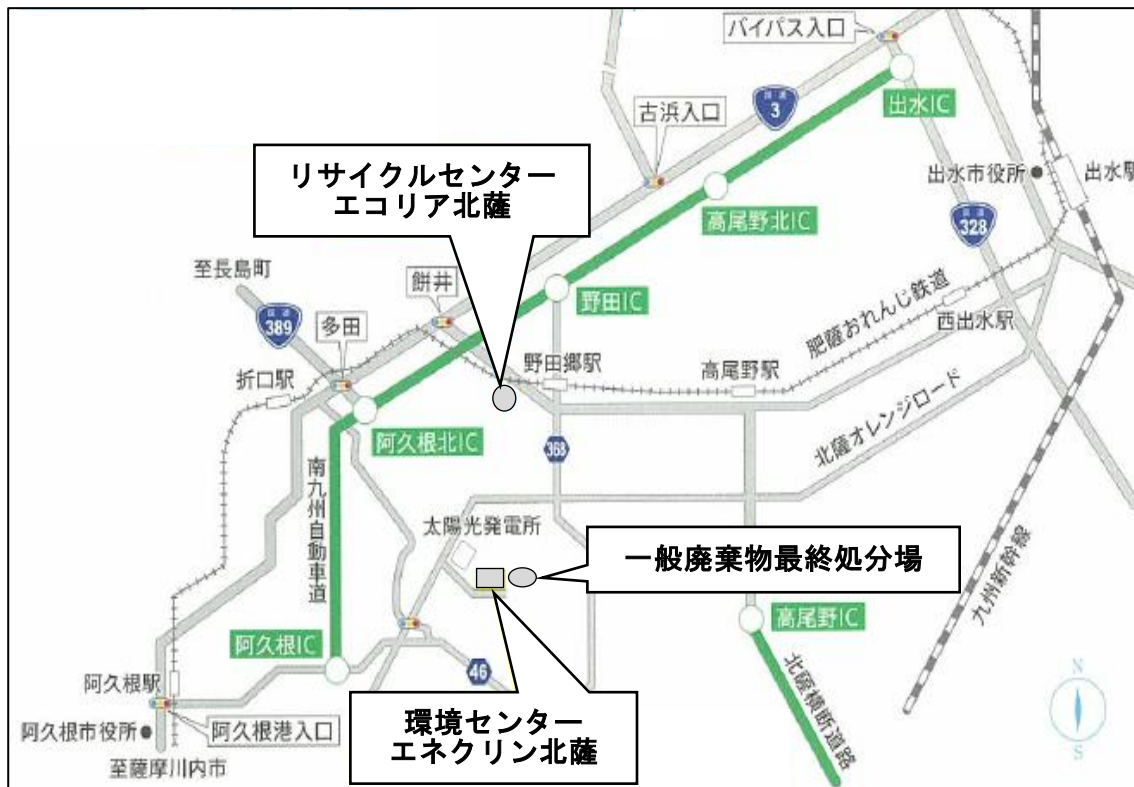 バイパス入口
出水IC
国道
3
古浜入口
出水市役所
出水駅
リサイクルセンター
エコリア北薩
高尾野北IC
国道
328
至長島町
餅井
野田IC
国道
389
多田
肥薩おれんじ鉄道
西出水駅
折口駅
野田郷駅
高尾野駅
阿久根北IC
368
北薩オレンジロード
南九州自動車道
太陽光発電所
一般廃棄物最終処分場
九州新幹線
高尾野IC
阿久根IC
46
北薩横断道路
阿久根駅
環境センター
エネクリン北薩
阿久根市役所
阿久根港入口
至薩摩川内市
N
S